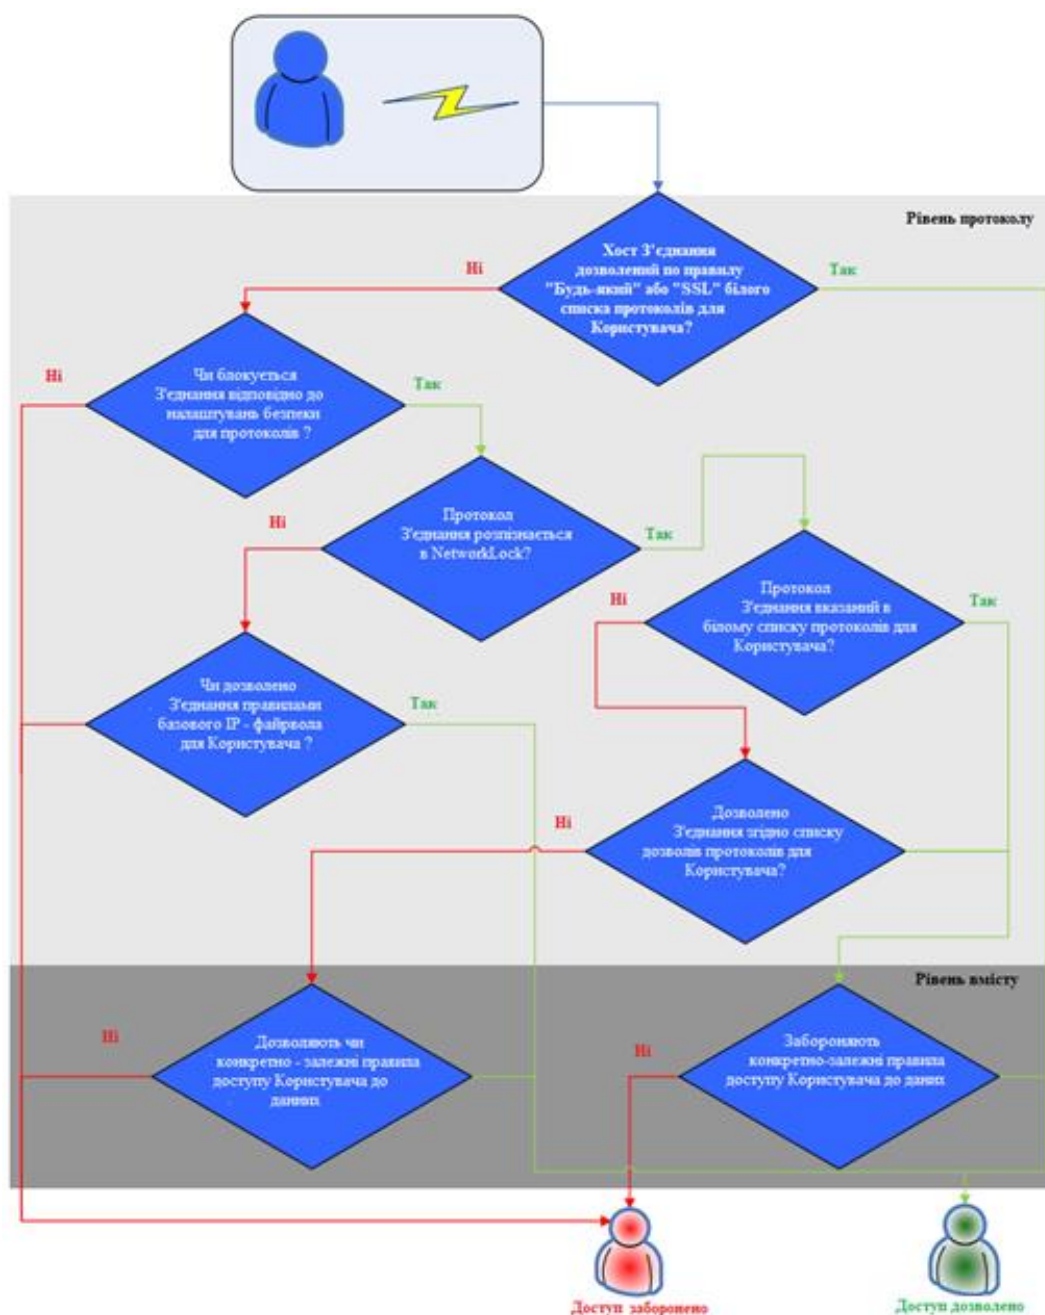 Рівень протоколу
Хост З'єднання
дозволений по правилу
"Будь-який" або "SSL" білого
списка протоколів для
Користувача?
Ні
Так
Чи блокується
З'єднання відповідно до
налаштувань безпеки
для протоколів ?
Ні
Так
Протокол
З'єднання розпізнається
в NetworkLock?
Ні
Так
Протокол
З'єднання вказаний в
білому списку протоколів для
Користувача?
Ні
Так
Чи дозволено
З'єднання правилами
базового IP - файрвола
для Користувача ?
Так
Дозволено
З'єднання згідно списку
дозволів протоколів для
Користувача?
Ні
Рівень вмісту
Дозволяють чи
конкретно - залежні правила
доступу Користувача до
данних
Ні
Забороняють
конкретно-залежні правила
доступу Користувача до даних
Ні
Доступ заборонено
Доступ дозволено